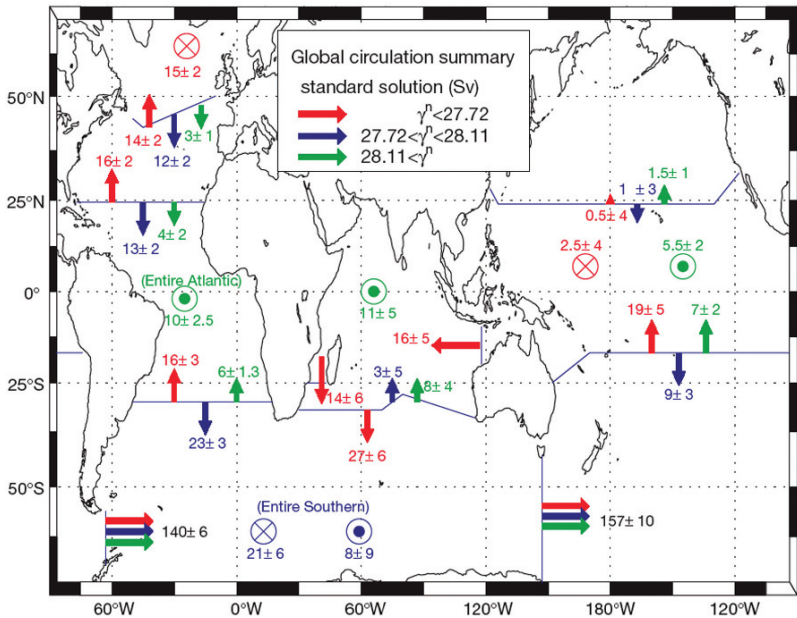 15± 2
Global circulation summary
standard solution (Sv)
γⁿ<27.72
27.72<γⁿ<28.11
28.11<γⁿ
50°N
14± 2
12± 2
3± 1
16± 2
25°N
13± 2
4± 2
1.5± 1
1 ± 3
0.5± 4
2.5± 4
5.5± 2
(Entire Atlantic)
0°
10± 2.5
11± 5
16± 5
19± 5
7± 2
16± 3
6±1.3
3± 5
25°S
14± 6
8± 4
9± 3
23± 3
27± 6
50°S
(Entire Southern)
140± 6
157± 10
21± 6
8± 9
60°W
0°W
60°E
120°W
180°W
120°W